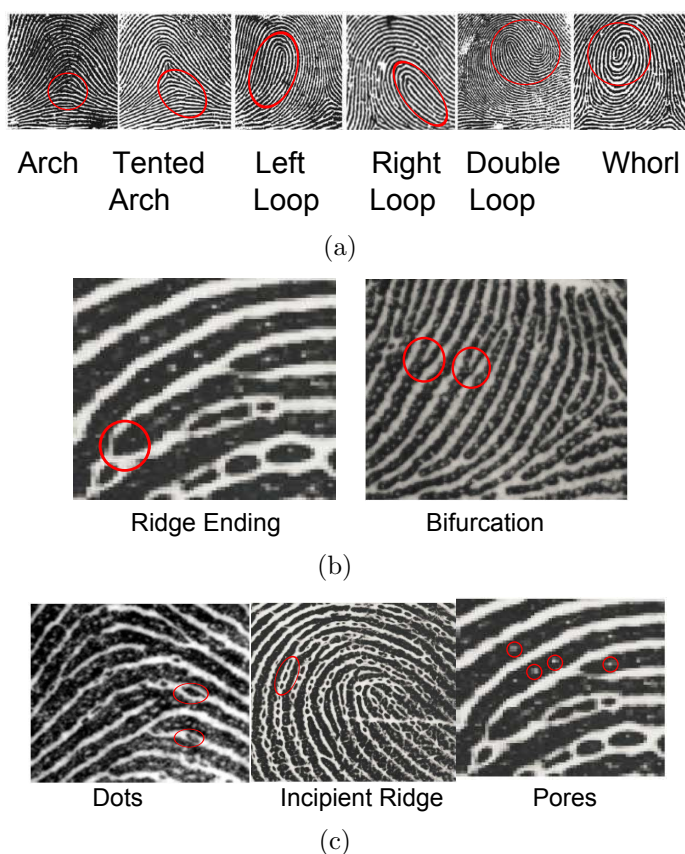 Arch Tented Arch Left Loop Right Loop Double Loop Whorl
(a)
Ridge Ending Bifurcation
(b)
Dots Incipient Ridge Pores
(c)